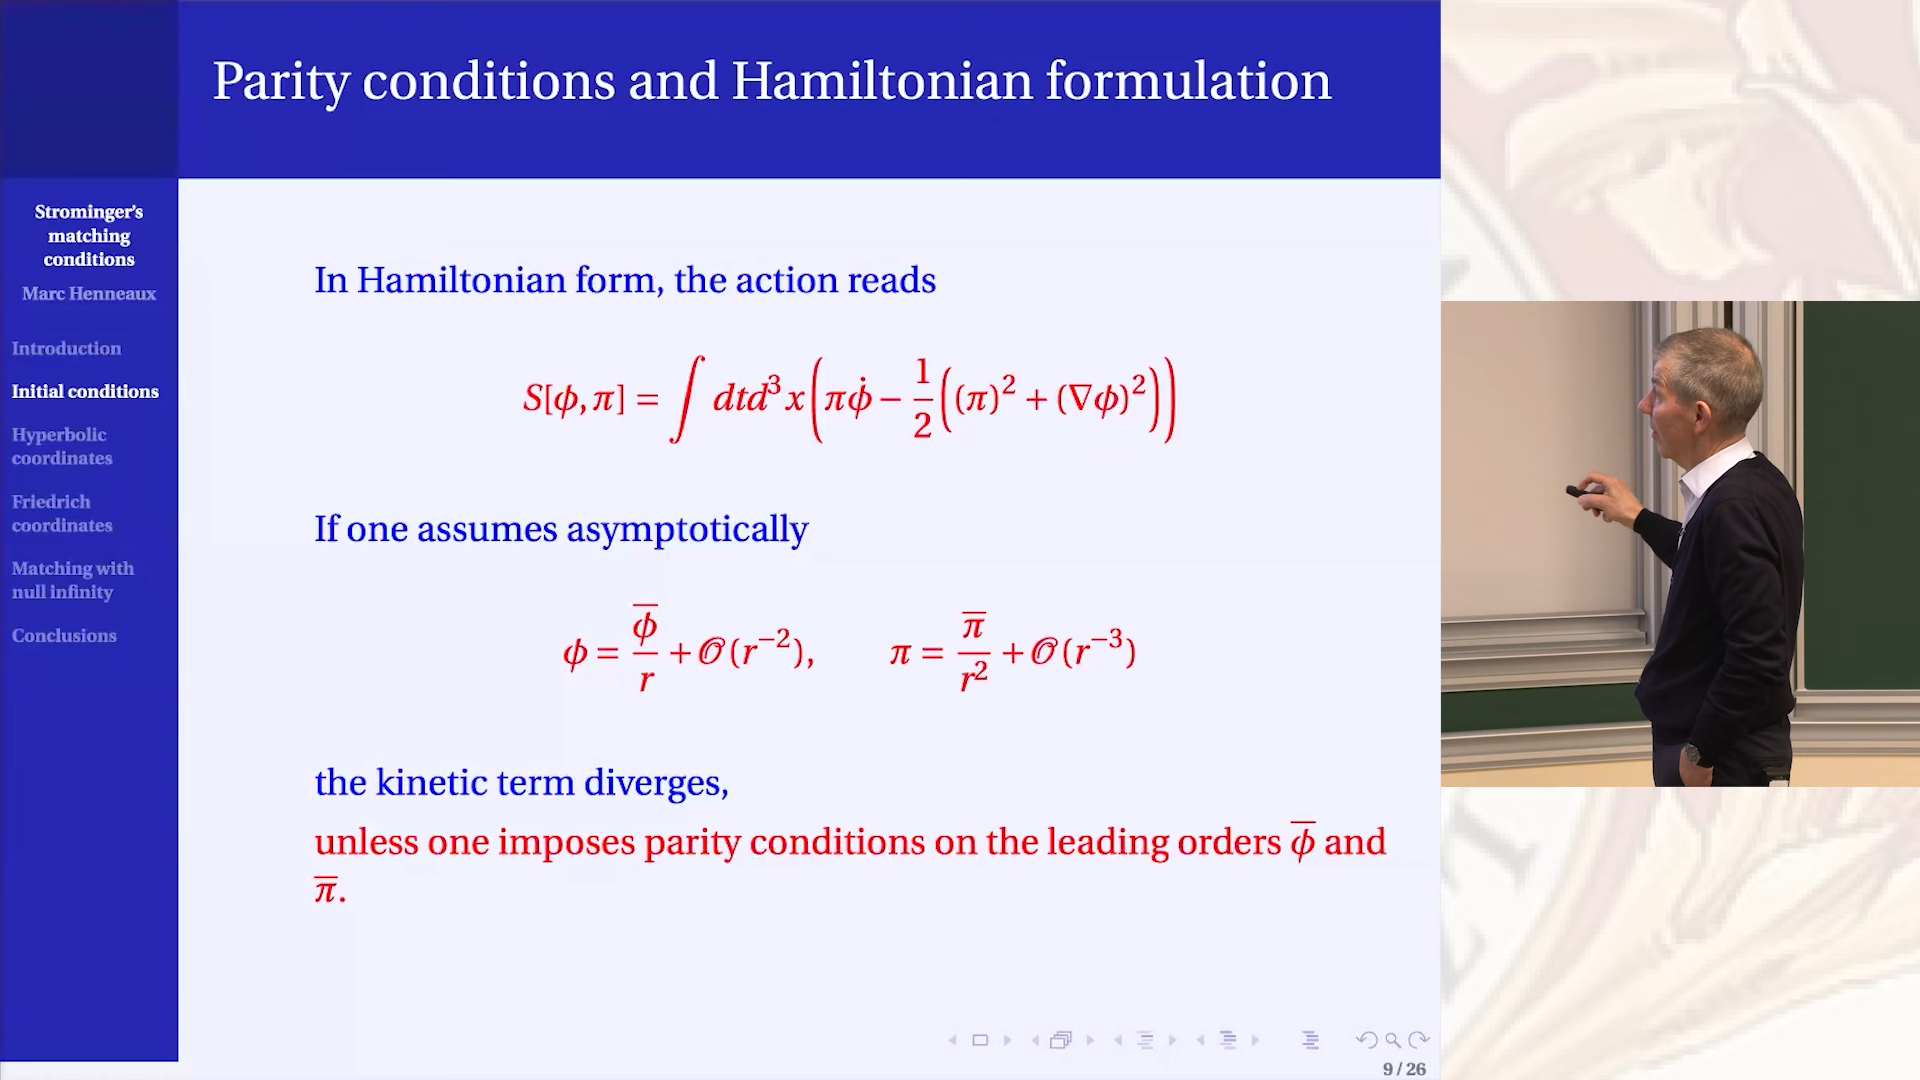 Parity conditions and Hamiltonian formulation
Strominger's
matching
conditions
Marc Henneaux
Introduction
Initial conditions
Hyperbolic
coordinates
Friedrich
coordinates
Matching with
null infinity
Conclusions
In Hamiltonian form, the action reads
S[ϕ, π] = ∫ dtd³x(πϕ̇ − 1/2((π)² + (∇ϕ)²))
If one assumes asymptotically
ϕ = ϕ̅/r + 𝒪(r⁻²), π = π̅/r² + 𝒪(r⁻³)
the kinetic term diverges,
unless one imposes parity conditions on the leading orders ϕ̅ and
π̅.
9 / 26